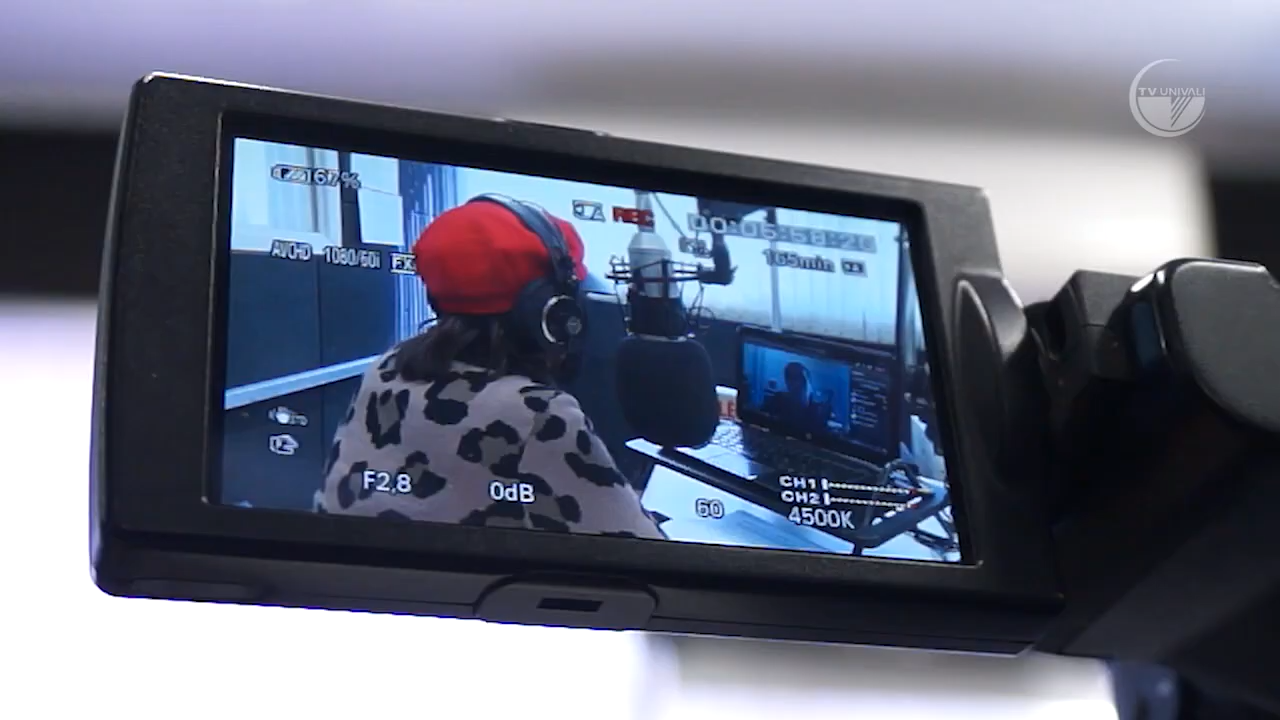 TV UNIVALI
167%
REC
00:05:58:20
165min
AVCHD 1080/60i FX
F2,8
0dB
60
CH1
CH2
4500K